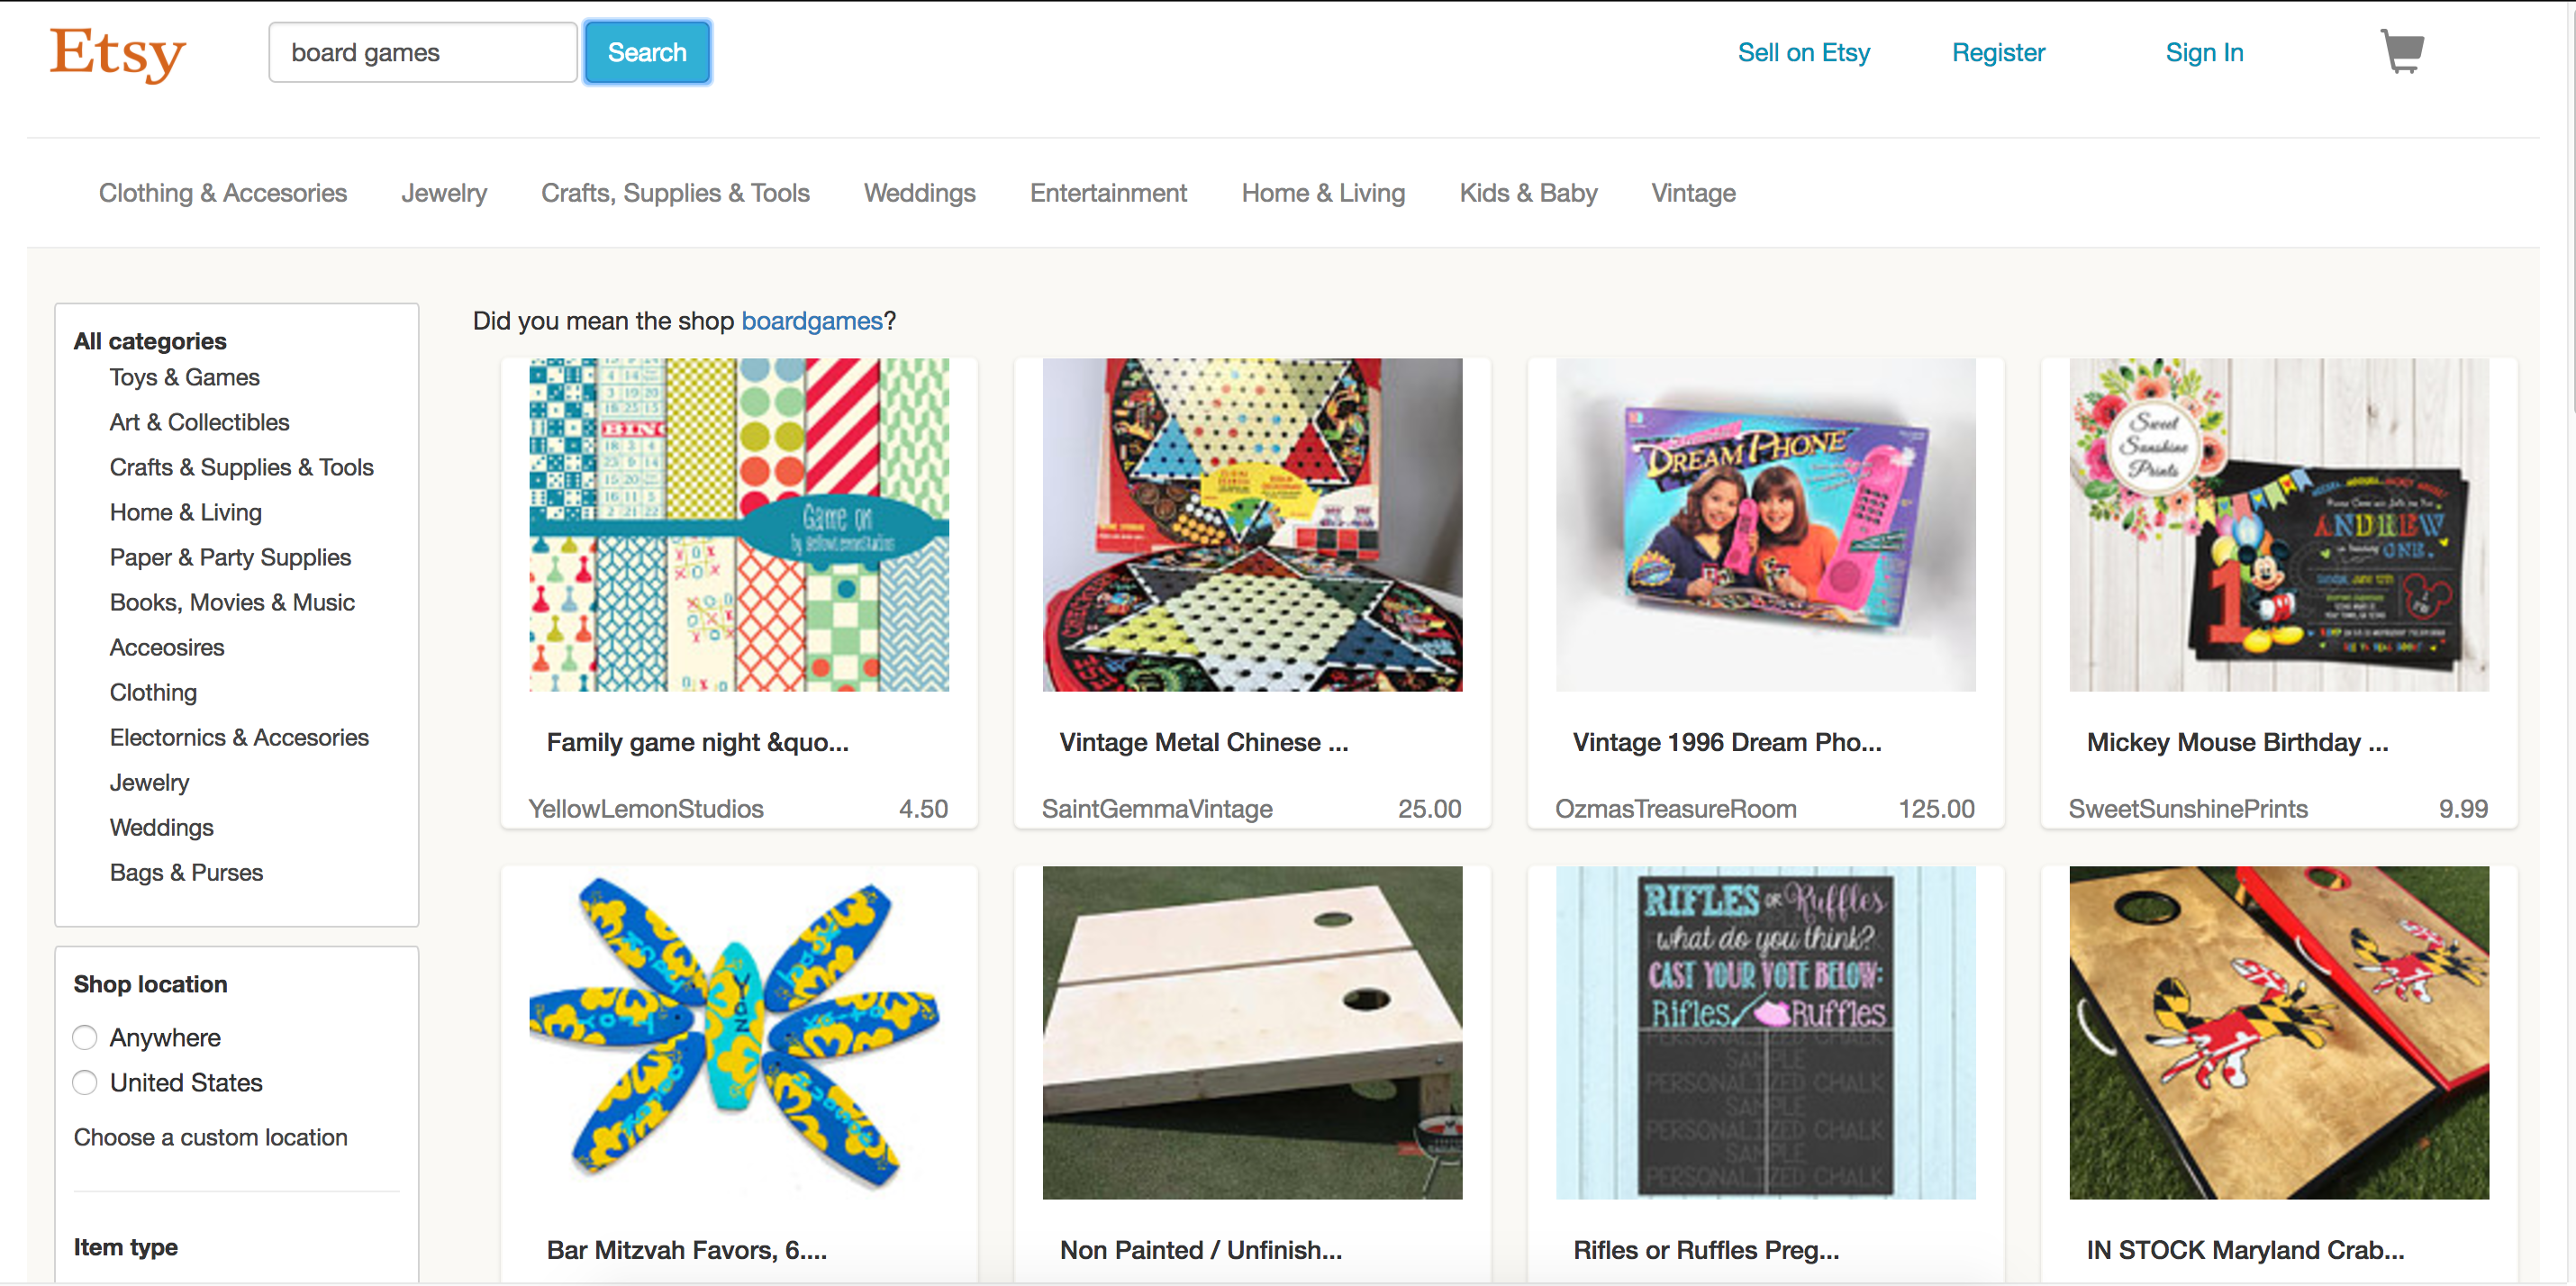 Etsy
board games
Search
Sell on Etsy
Register
Sign In
Clothing & Accesories
Jewelry
Crafts, Supplies & Tools
Weddings
Entertainment
Home & Living
Kids & Baby
Vintage
All categories
Toys & Games
Art & Collectibles
Crafts & Supplies & Tools
Home & Living
Paper & Party Supplies
Books, Movies & Music
Acceosires
Clothing
Electornics & Accesories
Jewelry
Weddings
Bags & Purses
Shop location
Anywhere
United States
Choose a custom location
Item type
Did you mean the shop boardgames?
Game on
by yellowlemonstudios
Family game night &quo...
YellowLemonStudios
4.50
Vintage Metal Chinese ...
SaintGemmaVintage
25.00
DREAM PHONE
Vintage 1996 Dream Pho...
OzmasTreasureRoom
125.00
Sweet
Sunshine
Prints
ANDREW
ONE
1
Mickey Mouse Birthday ...
SweetSunshinePrints
9.99
Bar Mitzvah Favors, 6....
Non Painted / Unfinish...
RIFLES OR Ruffles
what do you think?
CAST YOUR VOTE BELOW:
Rifles Ruffles
PERSONALIZED CHALK
SAMPLE
PERSONALIZED CHALK
SAMPLE
PERSONALIZED CHALK
SAMPLE
PERSONALIZED CHALK
Rifles or Ruffles Preg...
IN STOCK Maryland Crab...